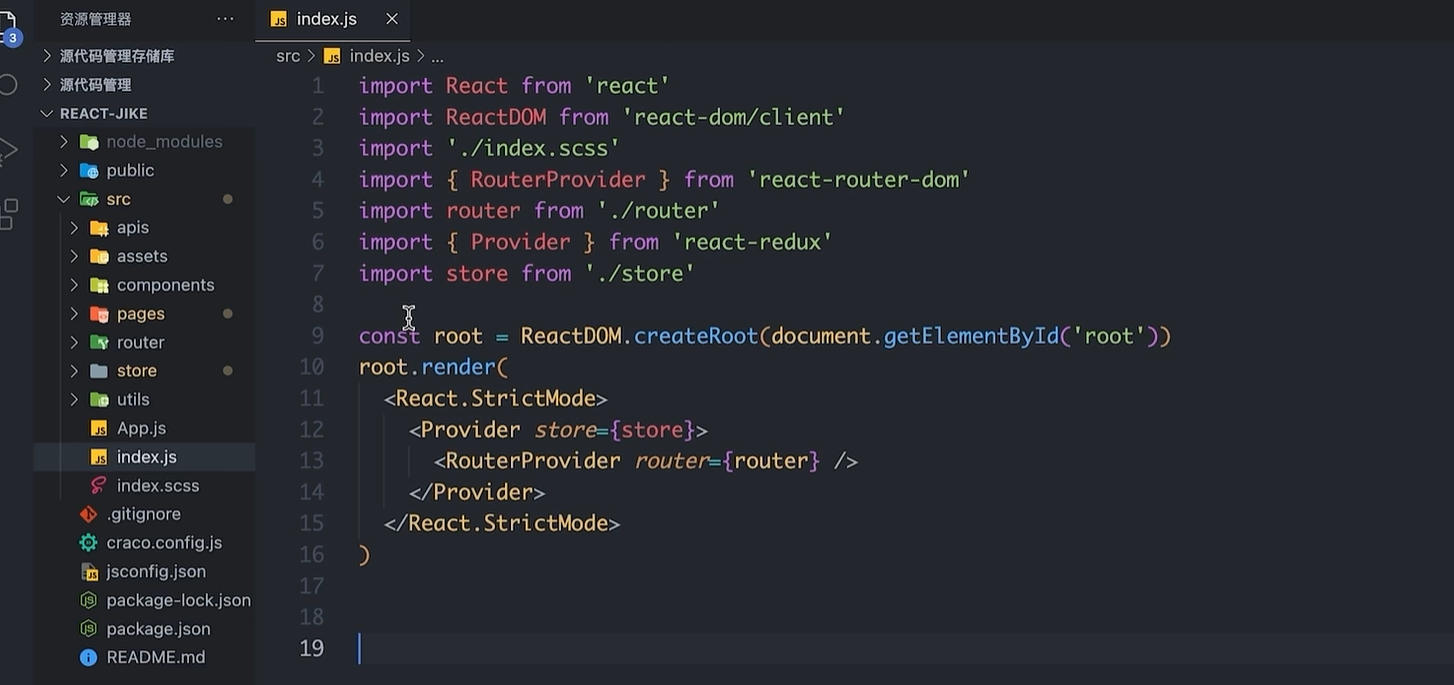 资源管理器 ...
index.js
3
源代码管理存储库
源代码管理
REACT-JIKE
node_modules
public
src
apis
assets
components
pages
router
store
utils
App.js
index.js
index.scss
.gitignore
craco.config.js
jsconfig.json
package-lock.json
package.json
README.md
src > index.js > ...
1 import React from 'react'
2 import ReactDOM from 'react-dom/client'
3 import './index.scss'
4 import { RouterProvider } from 'react-router-dom'
5 import router from './router'
6 import { Provider } from 'react-redux'
7 import store from './store'
8
9 const root = ReactDOM.createRoot(document.getElementById('root'))
10 root.render(
11 <React.StrictMode>
12 <Provider store={store}>
13 <RouterProvider router={router} />
14 </Provider>
15 </React.StrictMode>
16 )
17
18
19